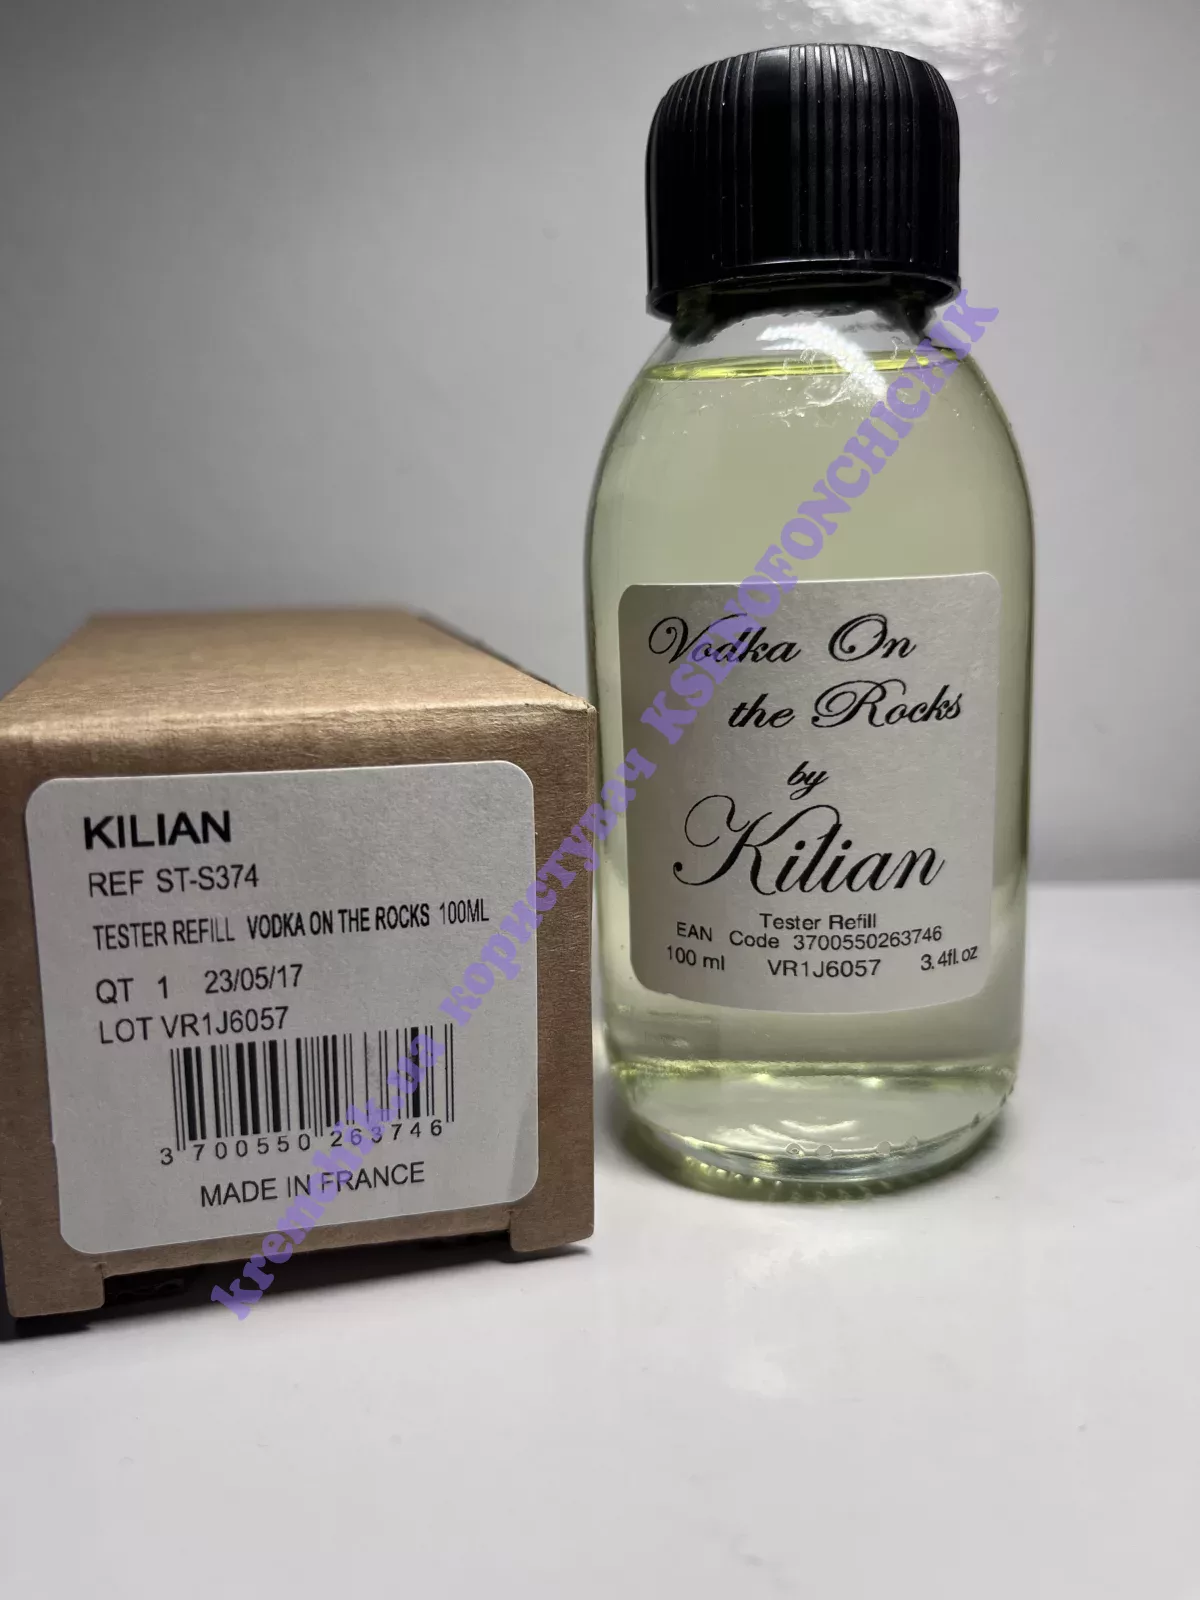 KILIAN
REF ST-S374
TESTER REFILL VODKA ON THE ROCKS 100ML
QT 1 23/05/17
LOT VR1J6057
3 700550 263746
MADE IN FRANCE
Vodka On
the Rocks
by
Kilian
Tester Refill
EAN Code 3700550263746
100 ml VR1J6057 3.4fl.oz
kremchik.ua користувач KSENOFONCHICHIK